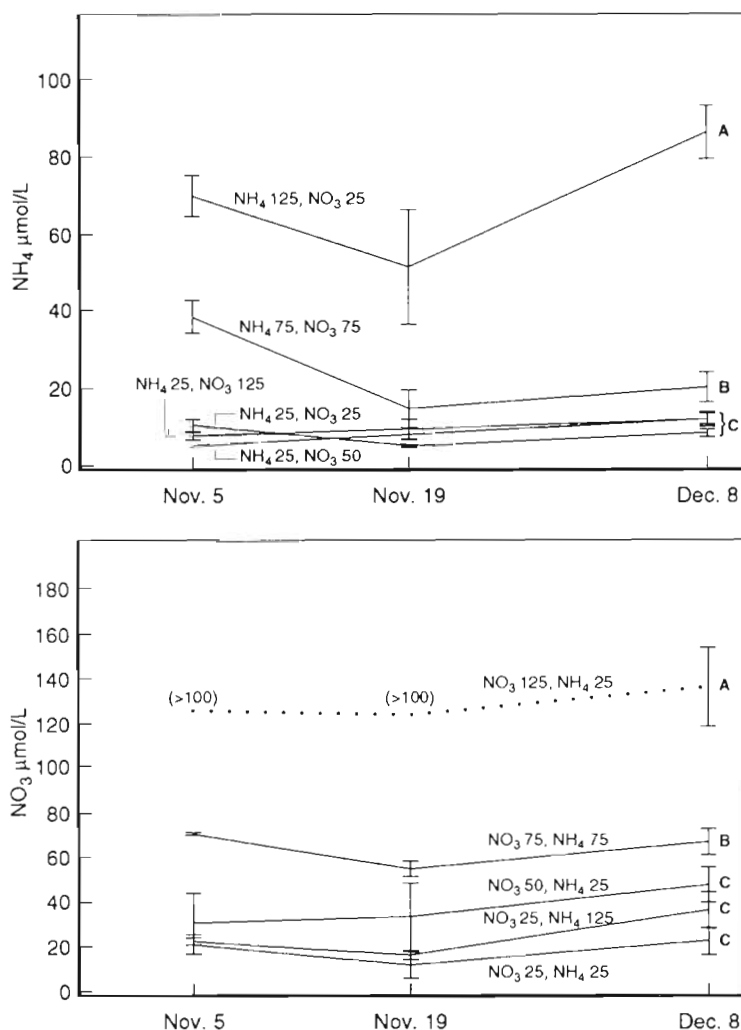 100
80
60
40
20
0
NH₄ µmol/L
A
NH₄ 125, NO₃ 25
NH₄ 75, NO₃ 75
NH₄ 25, NO₃ 125
B
NH₄ 25, NO₃ 25
}C
NH₄ 25, NO₃ 50
Nov. 5 Nov. 19 Dec. 8
180
160
140
120
100
80
60
40
20
0
NO₃ µmol/L
(>100) (>100) NO₃ 125, NH₄ 25 A
NO₃ 75, NH₄ 75 B
NO₃ 50, NH₄ 25 C
NO₃ 25, NH₄ 125 C
NO₃ 25, NH₄ 25 C
Nov. 5 Nov. 19 Dec. 8